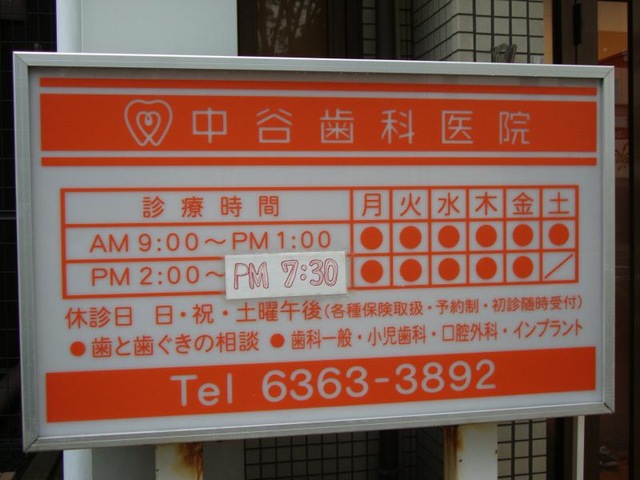 中谷歯科医院
診療時間 月 火 水 木 金 土
AM 9:00～PM 1:00 ● ● ● ● ● ●
PM 2:00～PM 7:30 ● ● ● ● ● ／
休診日 日・祝・土曜午後(各種保険取扱・予約制・初診随時受付)
●歯と歯ぐきの相談 ●歯科一般・小児歯科・口腔外科・インプラント
Tel 6363-3892